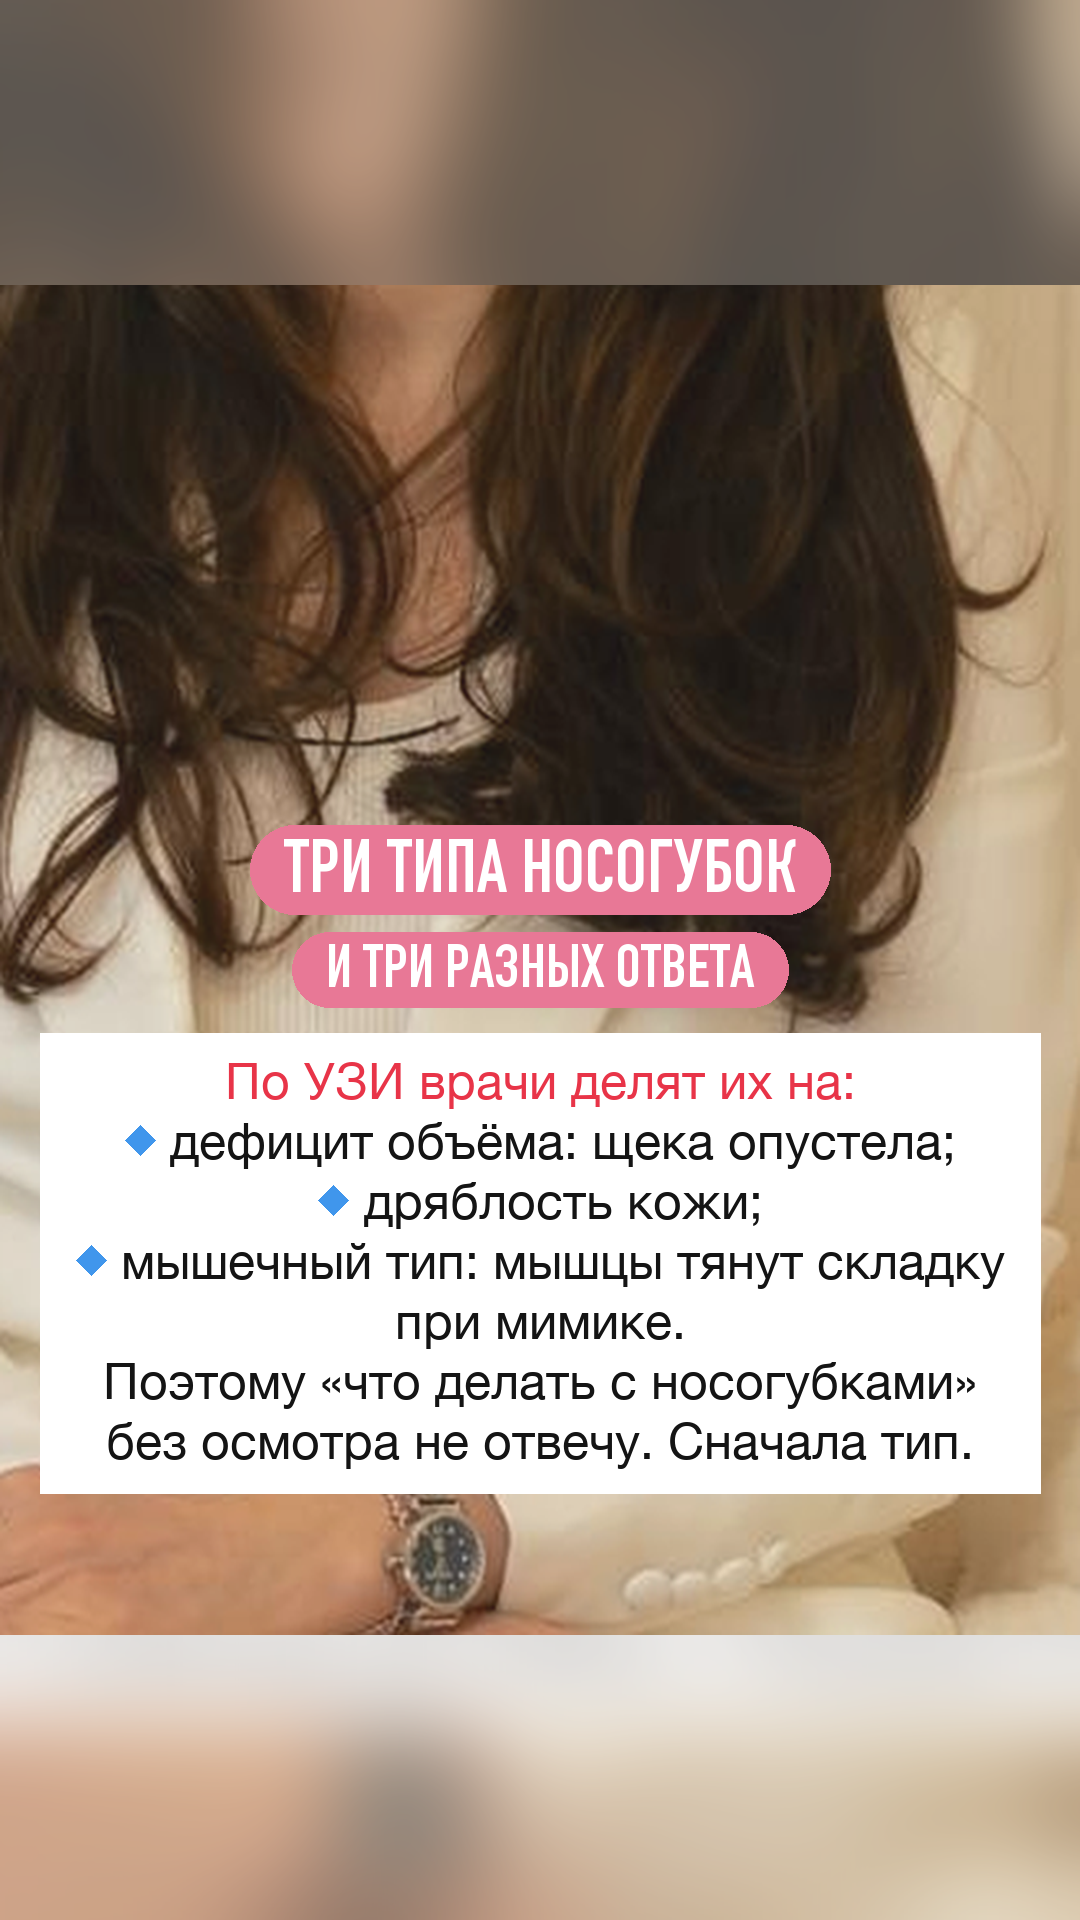 ТРИ ТИПА НОСОГУБОК
И ТРИ РАЗНЫХ ОТВЕТА
По УЗИ врачи делят их на:
🔹 дефицит объёма: щека опустела;
🔹 дряблость кожи;
🔹 мышечный тип: мышцы тянут складку
при мимике.
Поэтому «что делать с носогубками»
без осмотра не отвечу. Сначала тип.